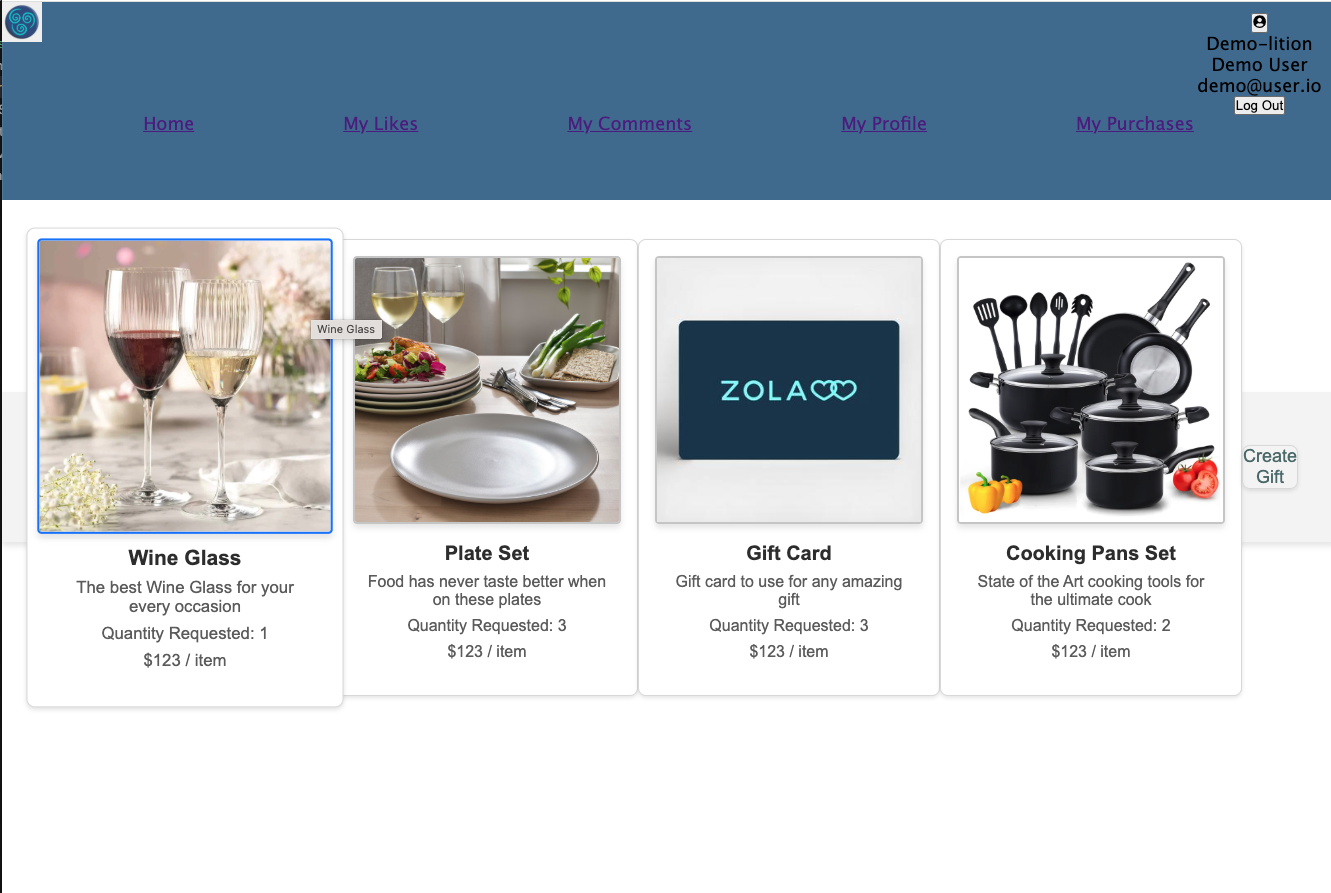 Demo-lition
Demo User
demo@user.io
Log Out
Home
My Likes
My Comments
My Profile
My Purchases
Wine Glass
ZOLA
Wine Glass
The best Wine Glass for your
every occasion
Quantity Requested: 1
$123 / item
Plate Set
Food has never taste better when
on these plates
Quantity Requested: 3
$123 / item
Gift Card
Gift card to use for any amazing
gift
Quantity Requested: 3
$123 / item
Cooking Pans Set
State of the Art cooking tools for
the ultimate cook
Quantity Requested: 2
$123 / item
Create
Gift